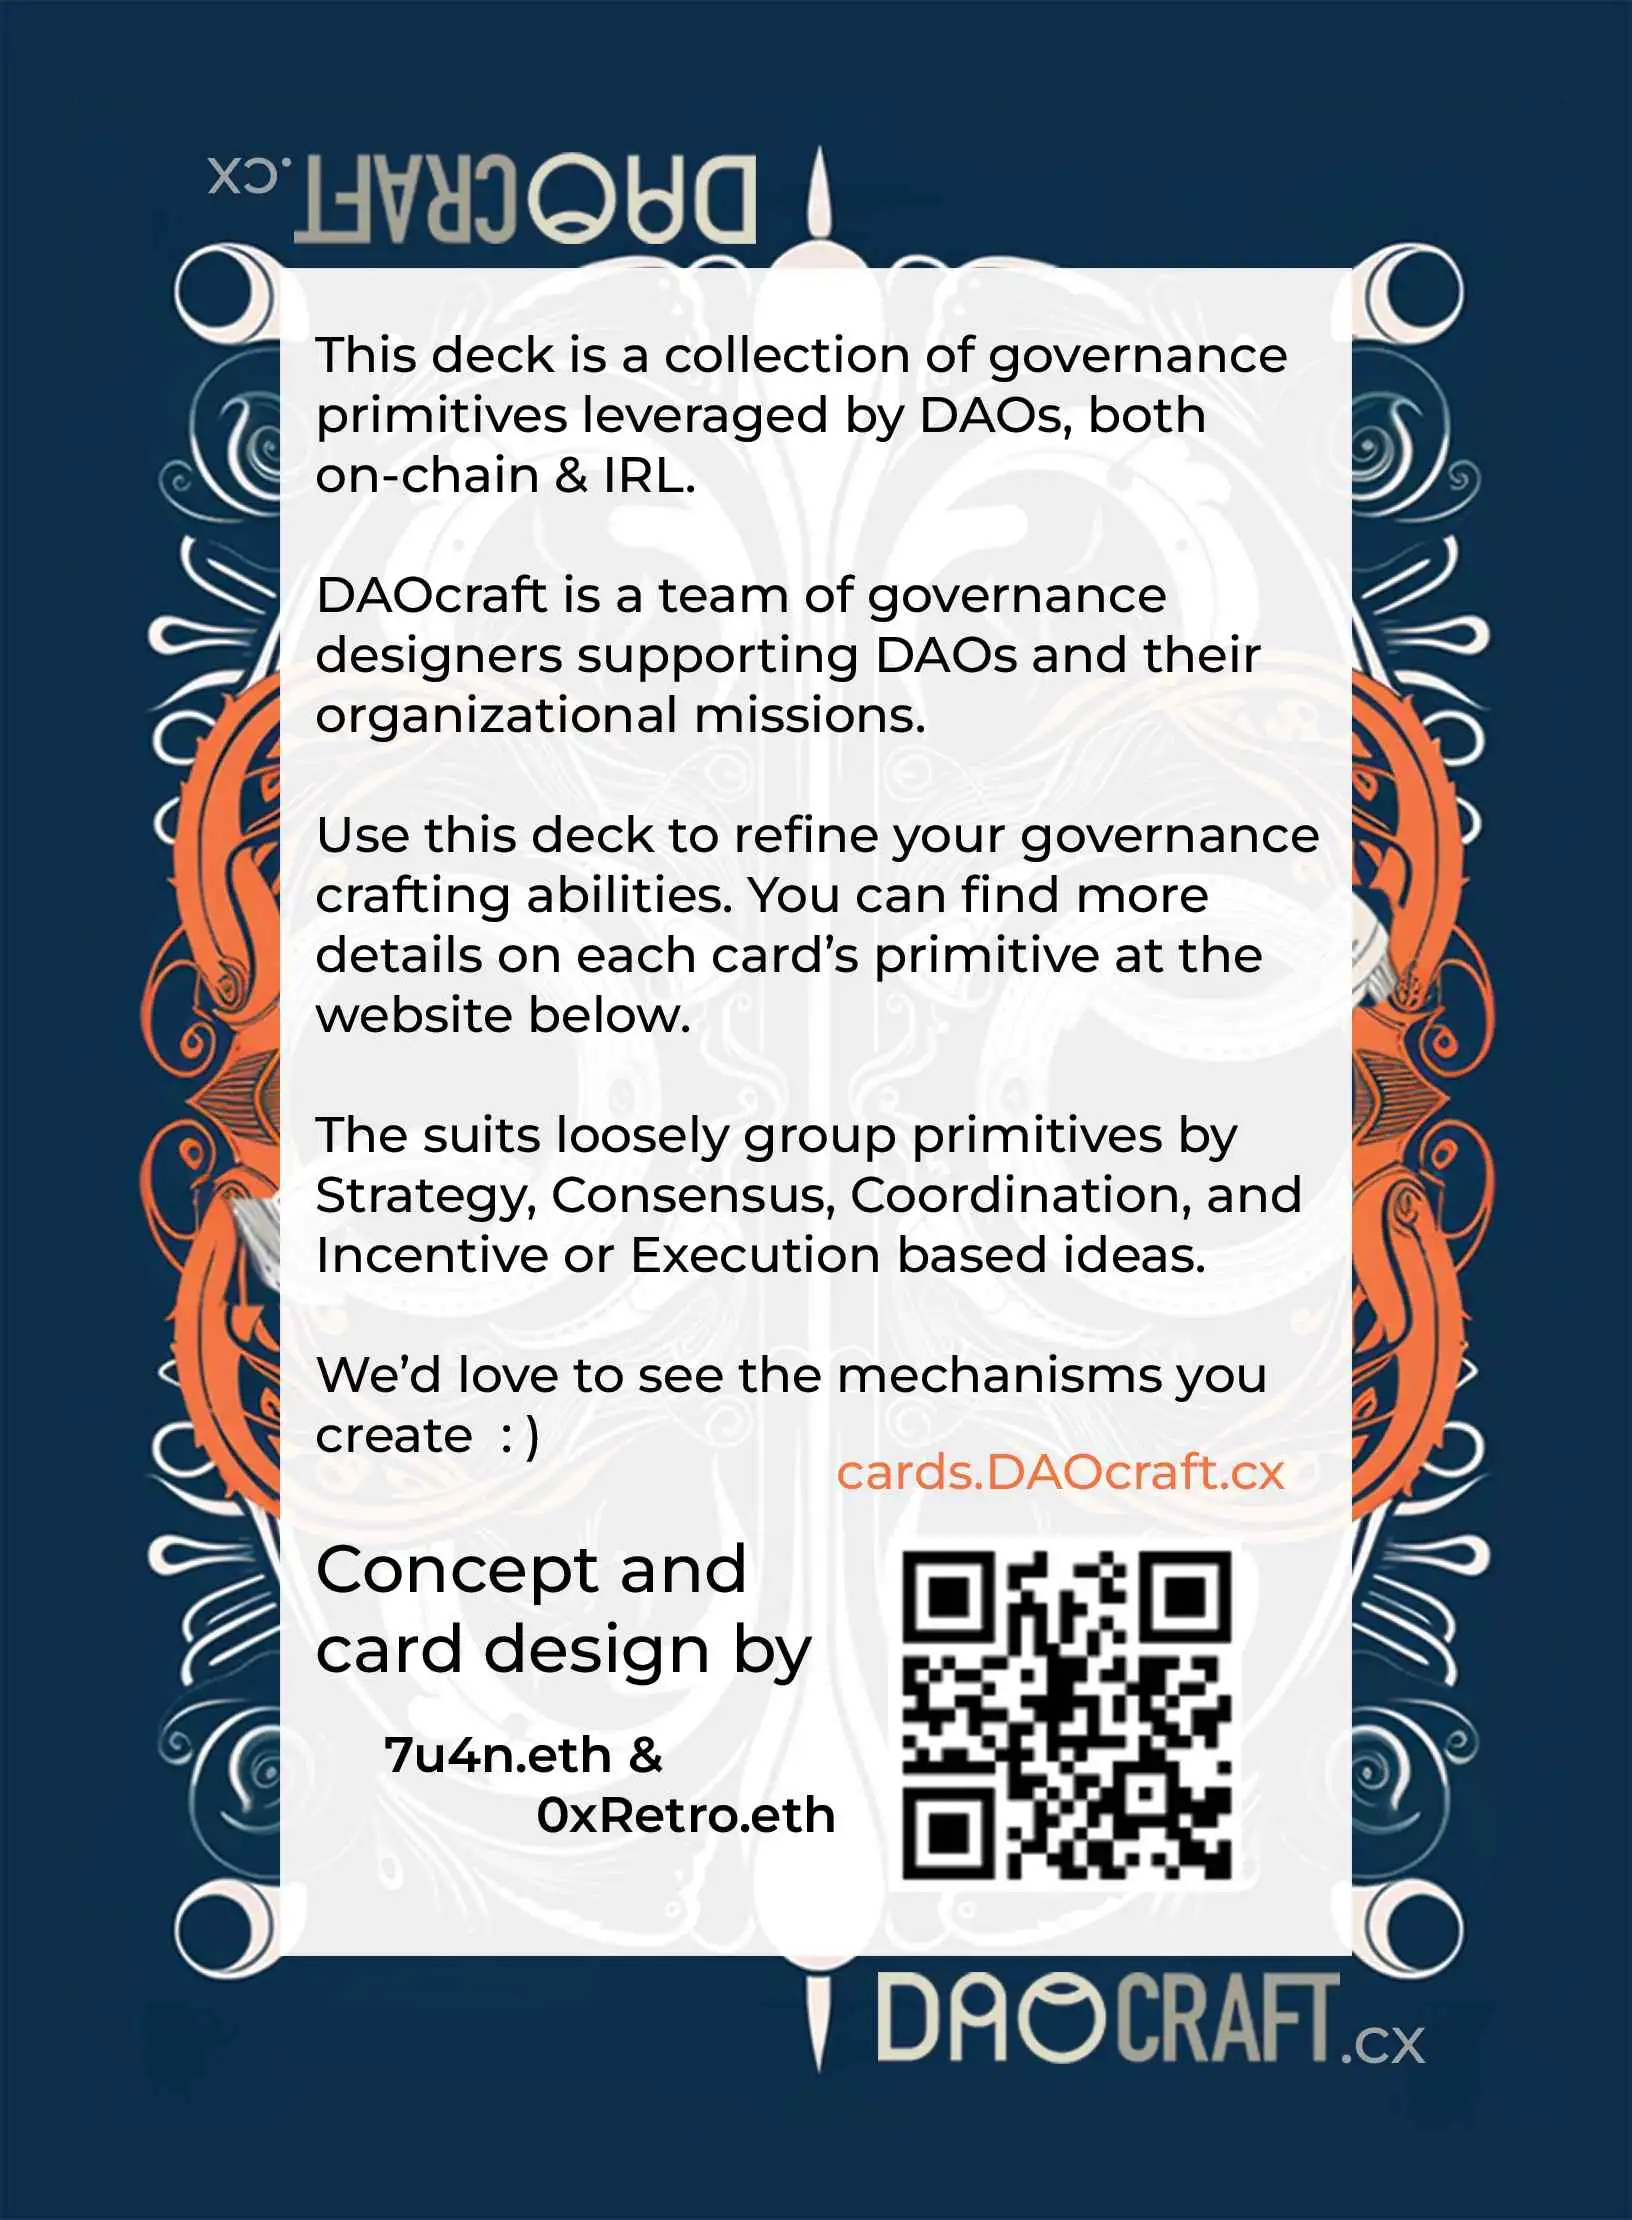 DAOCRAFT.cx
This deck is a collection of governance
primitives leveraged by DAOs, both
on-chain & IRL.
DAOcraft is a team of governance
designers supporting DAOs and their
organizational missions.
Use this deck to refine your governance
crafting abilities. You can find more
details on each card’s primitive at the
website below.
The suits loosely group primitives by
Strategy, Consensus, Coordination, and
Incentive or Execution based ideas.
We’d love to see the mechanisms you
create : )
cards.DAOcraft.cx
Concept and
card design by
7u4n.eth &
0xRetro.eth
DAOCRAFT.cx